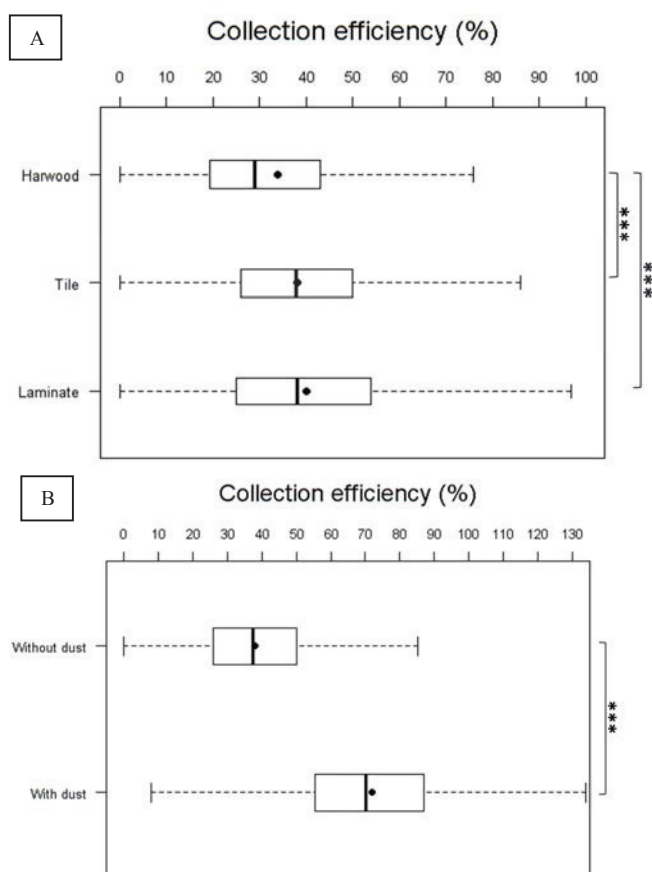 A
Collection efficiency (%)
0 10 20 30 40 50 60 70 80 90 100
Harwood
***
Tile
***
Laminate
B
Collection efficiency (%)
0 10 20 30 40 50 60 70 80 90 100 110 120 130
Without dust
***
With dust